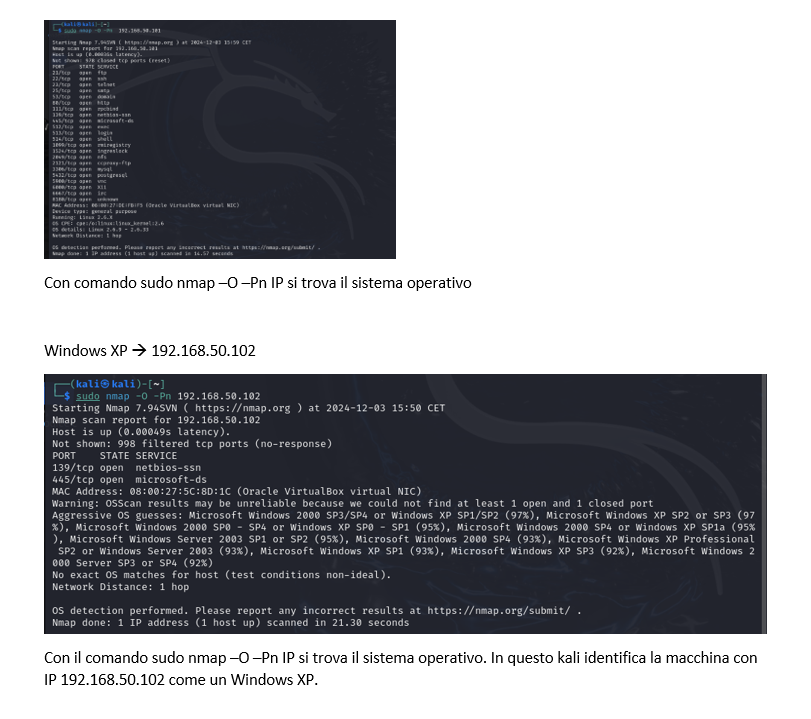 (kali㉿kali)-[~]
$ sudo nmap -O -Pn 192.168.50.101
Starting Nmap 7.94SVN ( https://nmap.org ) at 2024-12-03 15:59 CET
Nmap scan report for 192.168.50.101
Host is up (0.00036s latency).
Not shown: 978 closed tcp ports (reset)
PORT STATE SERVICE
21/tcp open ftp
22/tcp open ssh
23/tcp open telnet
25/tcp open smtp
53/tcp open domain
80/tcp open http
111/tcp open rpcbind
139/tcp open netbios-ssn
445/tcp open microsoft-ds
512/tcp open exec
513/tcp open login
514/tcp open shell
1099/tcp open rmiregistry
1524/tcp open ingreslock
2049/tcp open nfs
2121/tcp open ccproxy-ftp
3306/tcp open mysql
5432/tcp open postgresql
5900/tcp open vnc
6000/tcp open X11
6667/tcp open irc
8180/tcp open unknown
MAC Address: (Oracle VirtualBox virtual NIC)
Device type: general purpose
Running: Linux 2.6.X
OS CPE: cpe:/o:linux:linux_kernel:2.6
OS details: Linux 2.6.9 - 2.6.33
Network Distance: 1 hop
OS detection performed. Please report any incorrect results at https://nmap.org/submit/ .
Nmap done: 1 IP address (1 host up) scanned in 14.57 seconds
Con comando sudo nmap –O –Pn IP si trova il sistema operativo
Windows XP → 192.168.50.102
(kali㉿kali)-[~]
$ sudo nmap -O -Pn 192.168.50.102
Starting Nmap 7.94SVN ( https://nmap.org ) at 2024-12-03 15:50 CET
Nmap scan report for 192.168.50.102
Host is up (0.00049s latency).
Not shown: 998 filtered tcp ports (no-response)
PORT STATE SERVICE
139/tcp open netbios-ssn
445/tcp open microsoft-ds
MAC Address: 08:00:27:5C:8D:1C (Oracle VirtualBox virtual NIC)
Warning: OSScan results may be unreliable because we could not find at least 1 open and 1 closed port
Aggressive OS guesses: Microsoft Windows 2000 SP3/SP4 or Windows XP SP1/SP2 (97%), Microsoft Windows XP SP2 or SP3 (97
%), Microsoft Windows 2000 SP0 - SP4 or Windows XP SP0 - SP1 (95%), Microsoft Windows 2000 SP4 or Windows XP SP1a (95%
), Microsoft Windows Server 2003 SP1 or SP2 (95%), Microsoft Windows 2000 SP4 (93%), Microsoft Windows XP Professional
SP2 or Windows Server 2003 (93%), Microsoft Windows XP SP1 (93%), Microsoft Windows XP SP3 (92%), Microsoft Windows 2
000 Server SP3 or SP4 (92%)
No exact OS matches for host (test conditions non-ideal).
Network Distance: 1 hop
OS detection performed. Please report any incorrect results at https://nmap.org/submit/ .
Nmap done: 1 IP address (1 host up) scanned in 21.30 seconds
Con il comando sudo nmap –O –Pn IP si trova il sistema operativo. In questo kali identifica la macchina con
IP 192.168.50.102 come un Windows XP.